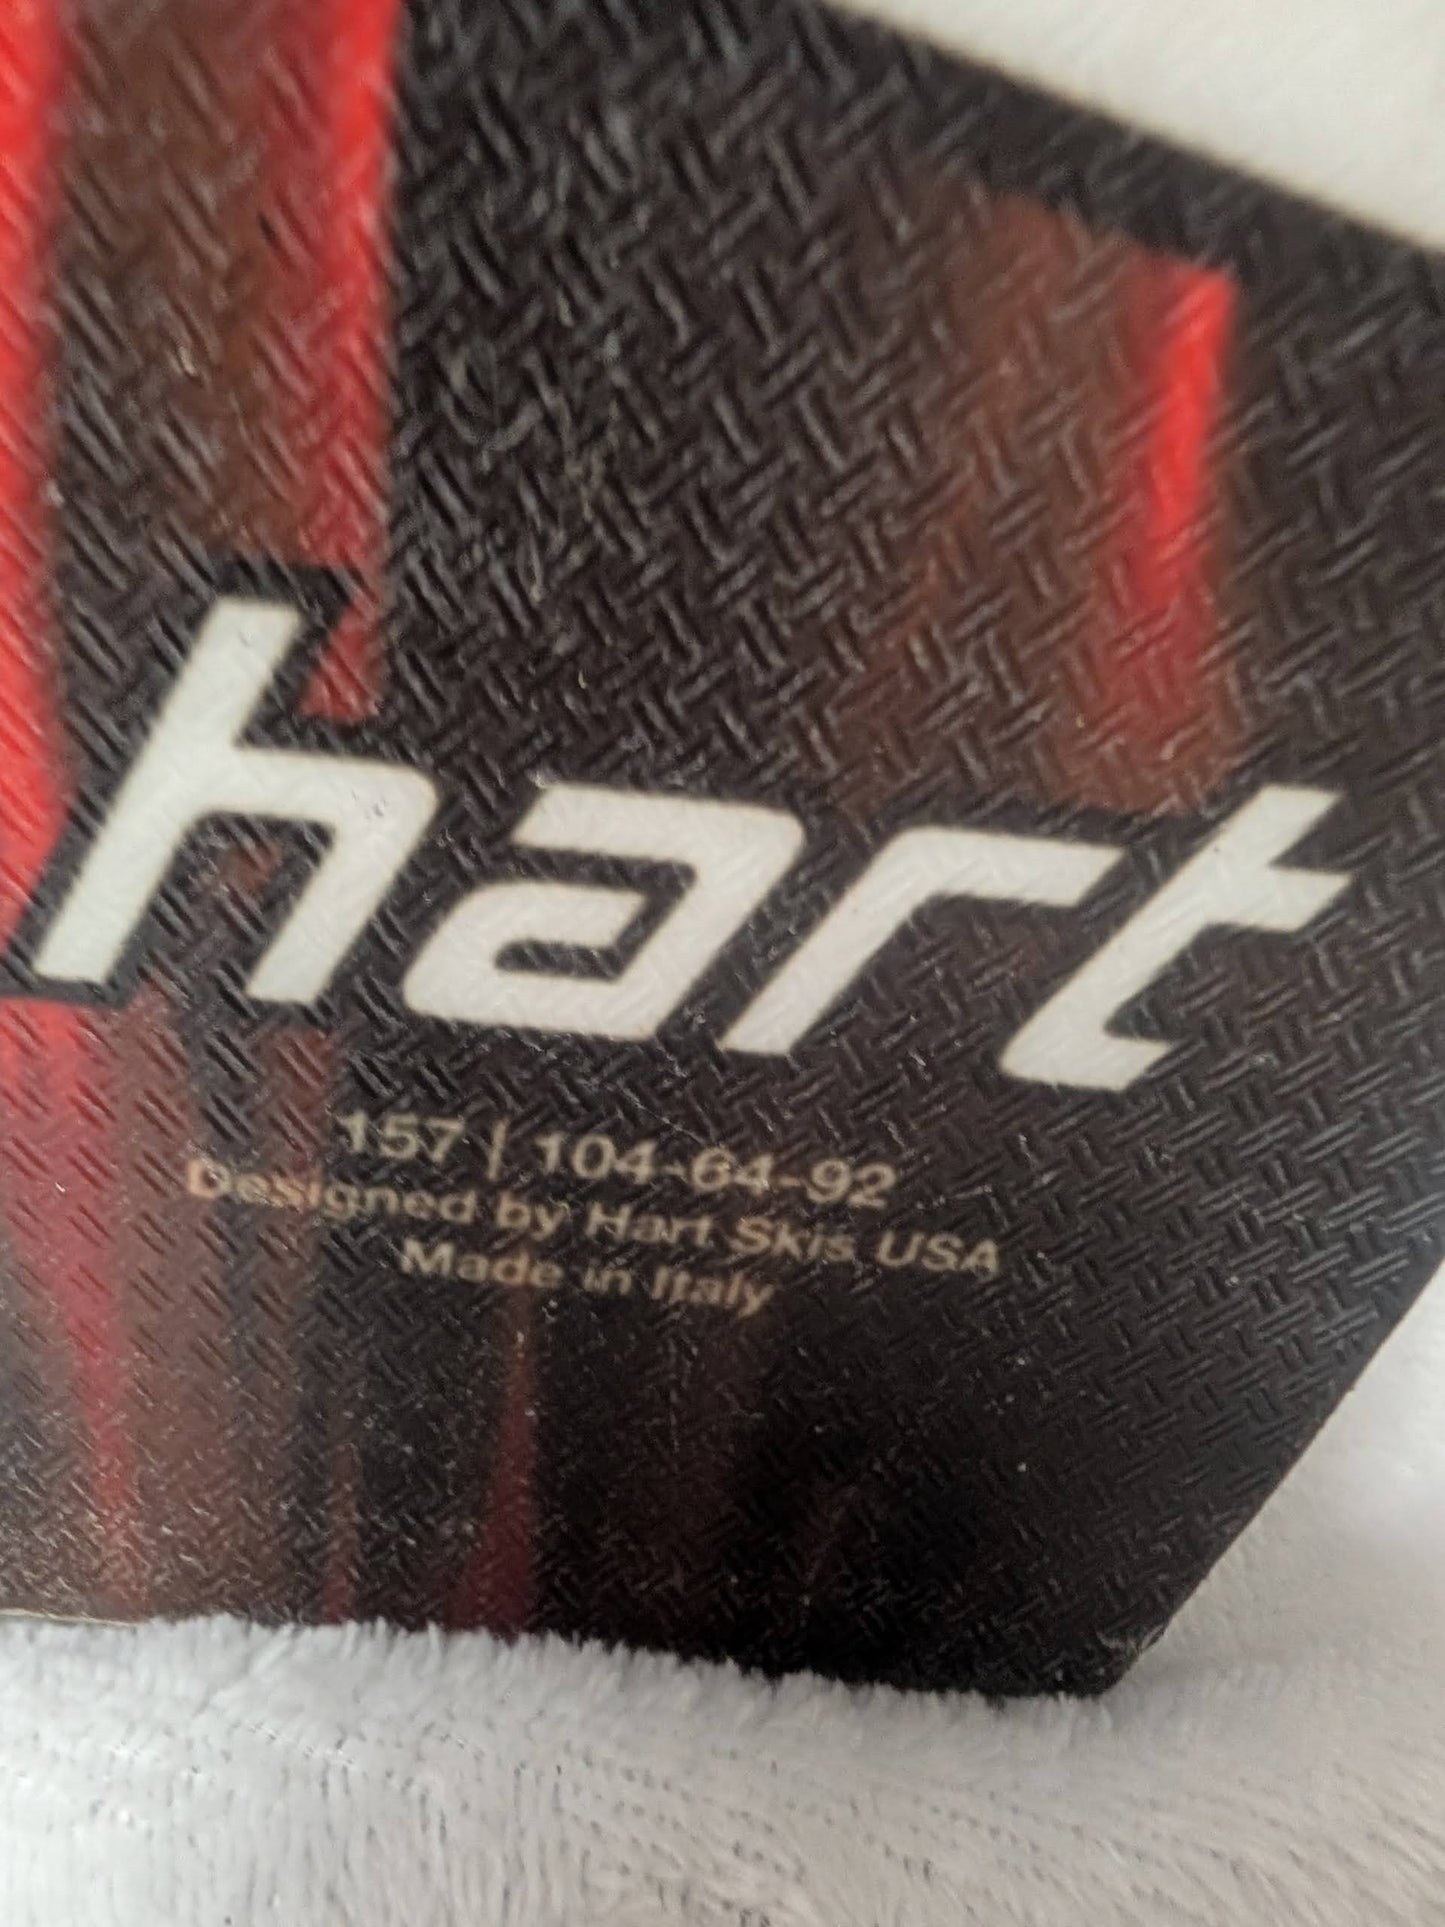 hart
157 | 104-64-92
Designed by Hart Skis USA
Made in Italy